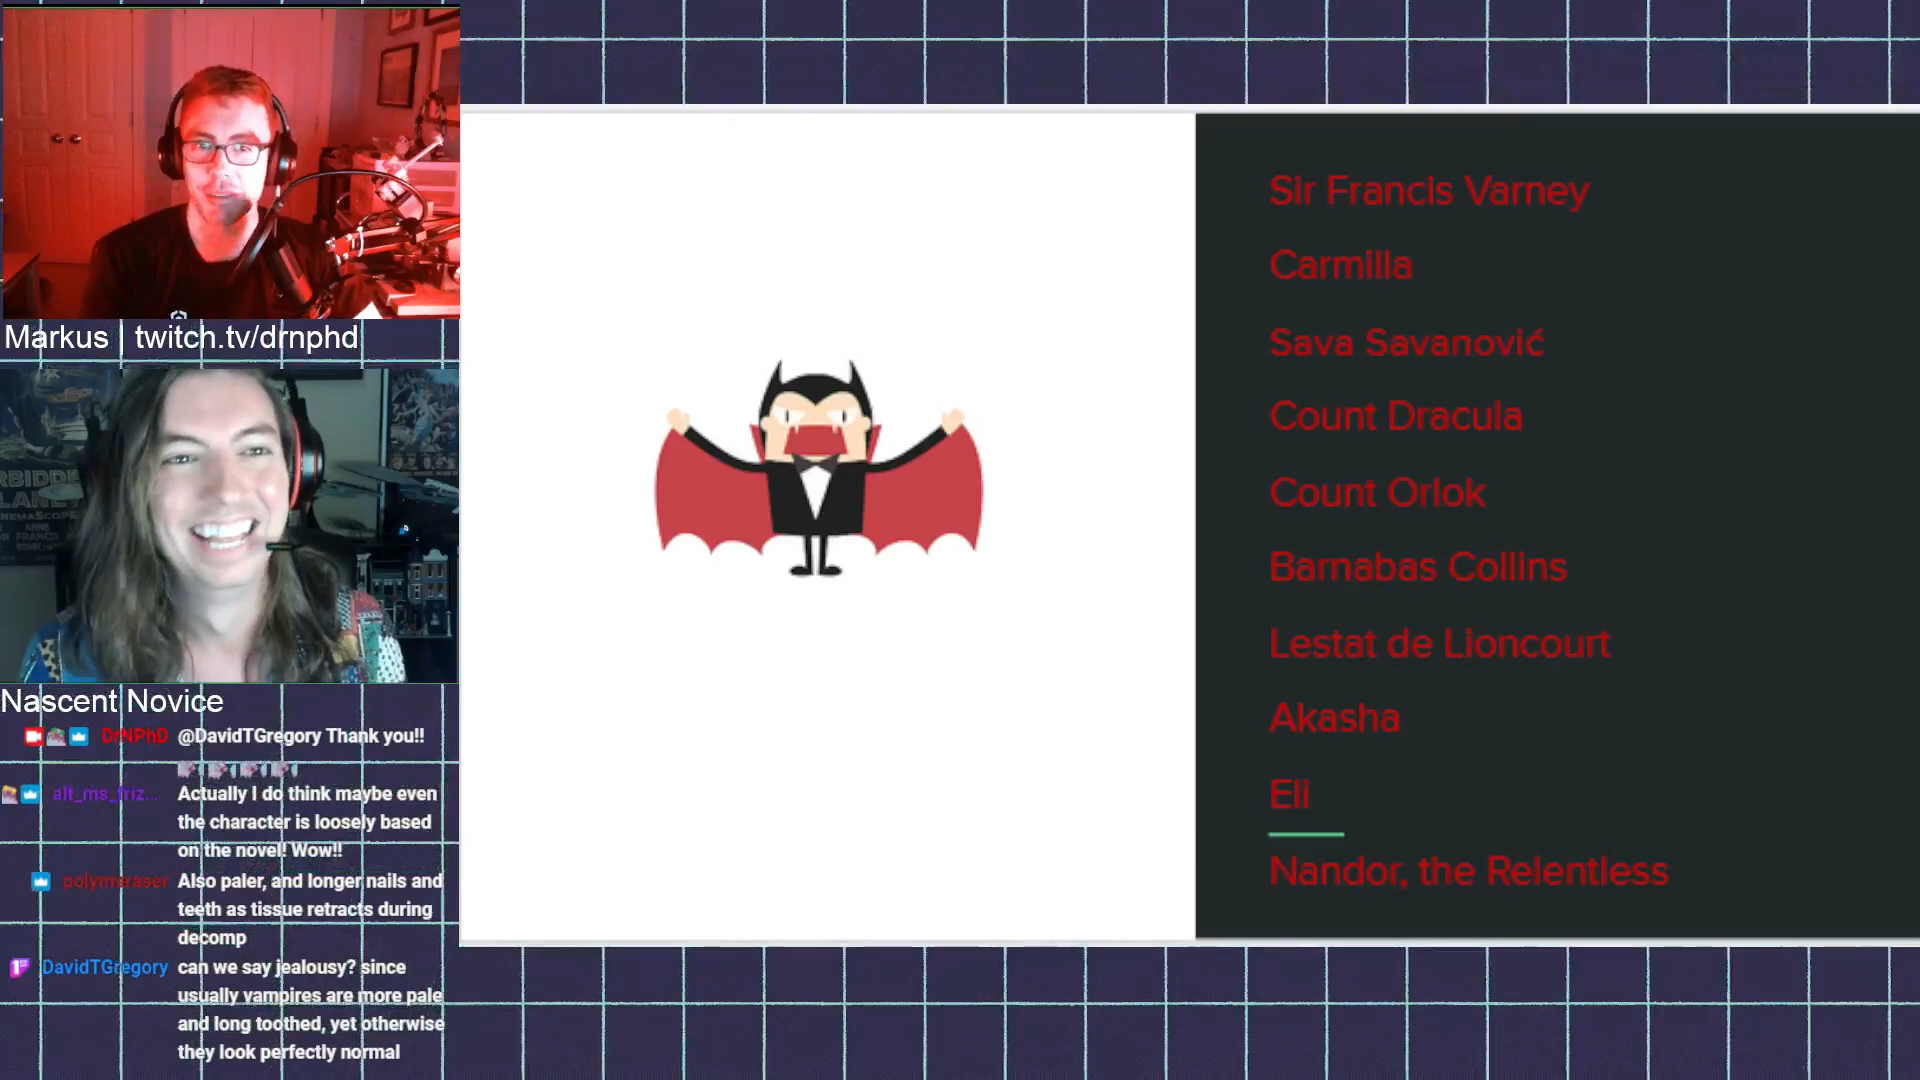 Markus | twitch.tv/drnphd
Nascent Novice
DrNPhD @DavidTGregory Thank you!!
alt_ms_friz... Actually I do think maybe even
the character is loosely based
on the novel! Wow!!
Also paler, and longer nails and
teeth as tissue retracts during
decomp
DavidTGregory can we say jealousy? since
usually vampires are more pale
and long toothed, yet otherwise
they look perfectly normal
Sir Francis Varney
Carmilla
Sava Savanović
Count Dracula
Count Orlok
Barnabas Collins
Lestat de Lioncourt
Akasha
Eli
Nandor, the Relentless